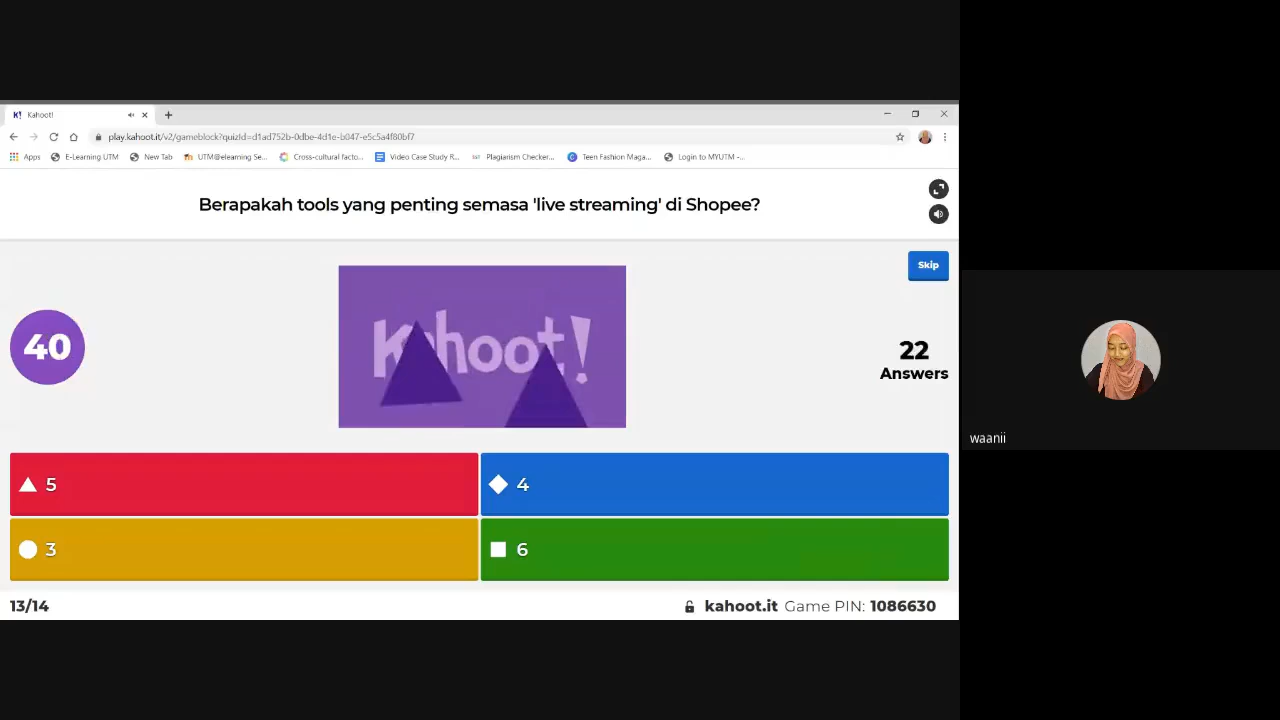 Kahoot!
play.kahoot.it/v2/gameblock?quizId=d1ad752b-0dbe-4d1e-b047-e5c5a4f80bf7
Apps E-Learning UTM New Tab UTM@elearning Se... Cross-cultural facto... Video Case Study R... Plagiarism Checker... Teen Fashion Maga... Login to MYUTM -...
Berapakah tools yang penting semasa 'live streaming' di Shopee?
Skip
40
Kahoot!
22
Answers
5
4
3
6
waanii
13/14
kahoot.it Game PIN: 1086630